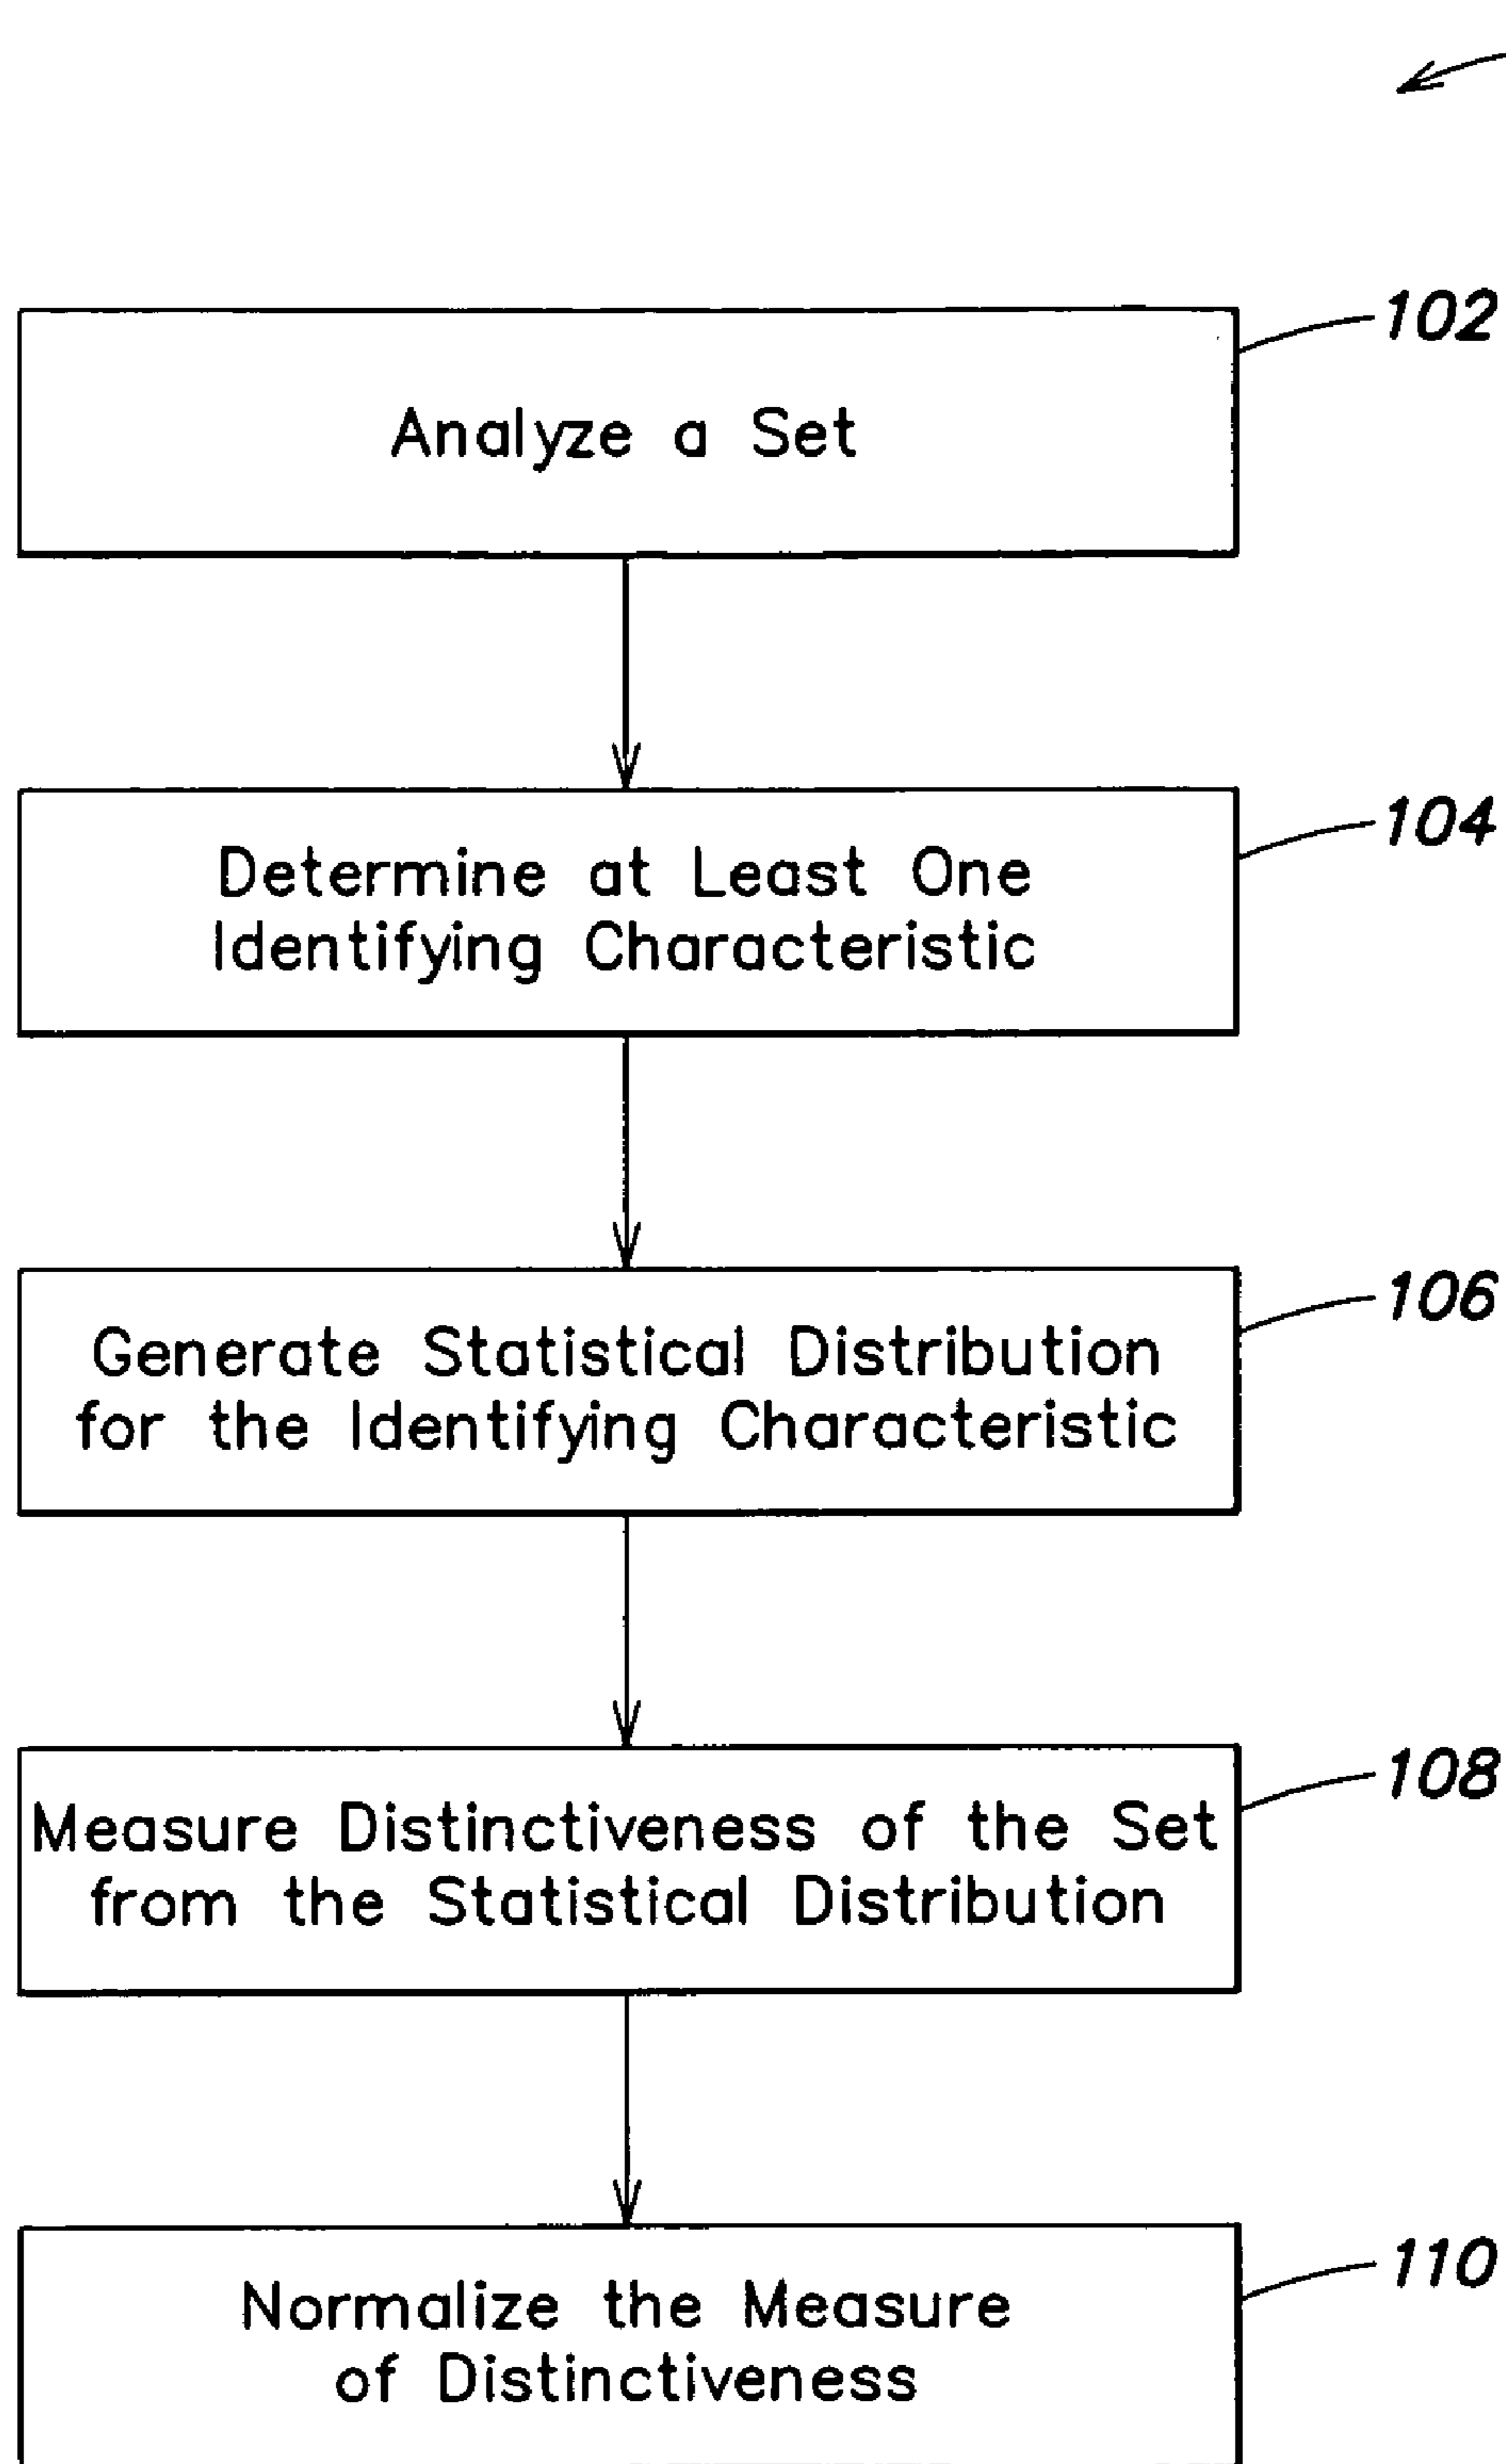 102
Analyze a Set
104
Determine at Least One
Identifying Characteristic
106
Generate Statistical Distribution
for the Identifying Characteristic
108
Measure Distinctiveness of the Set
from the Statistical Distribution
110
Normalize the Measure
of Distinctiveness